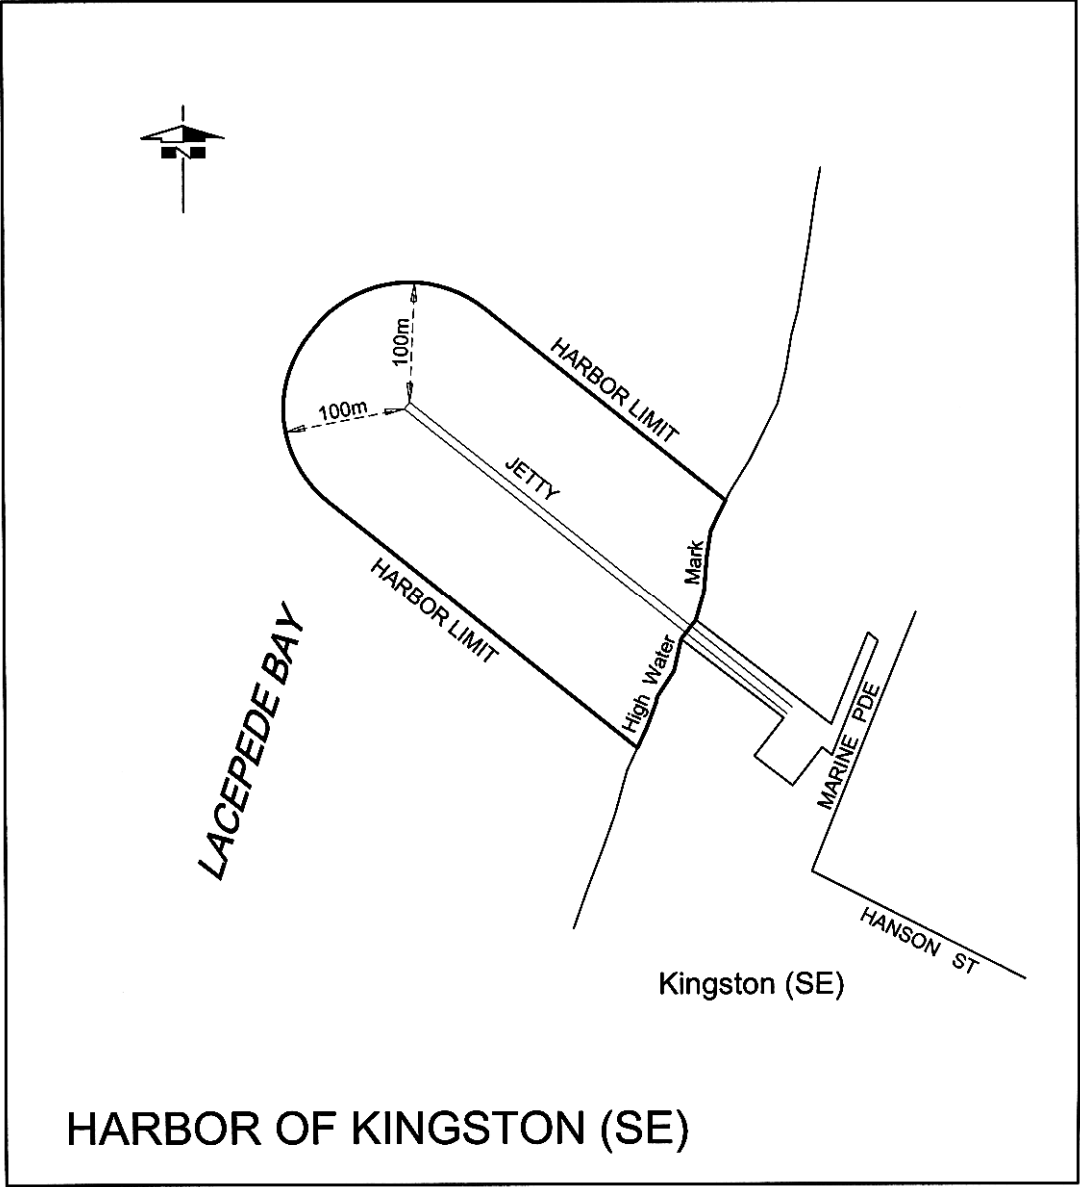 N
100m
HARBOR LIMIT
100m
JETTY
Mark
HARBOR LIMIT
High Water
LACEPEDE BAY
MARINE PDE
HANSON ST
Kingston (SE)
HARBOR OF KINGSTON (SE)